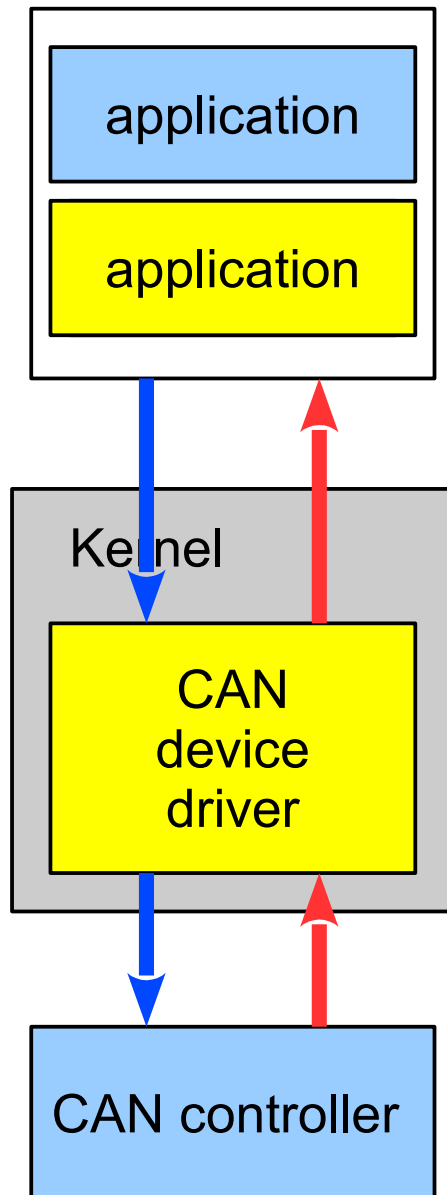 application
application
Kernel
CAN
device
driver
CAN controller